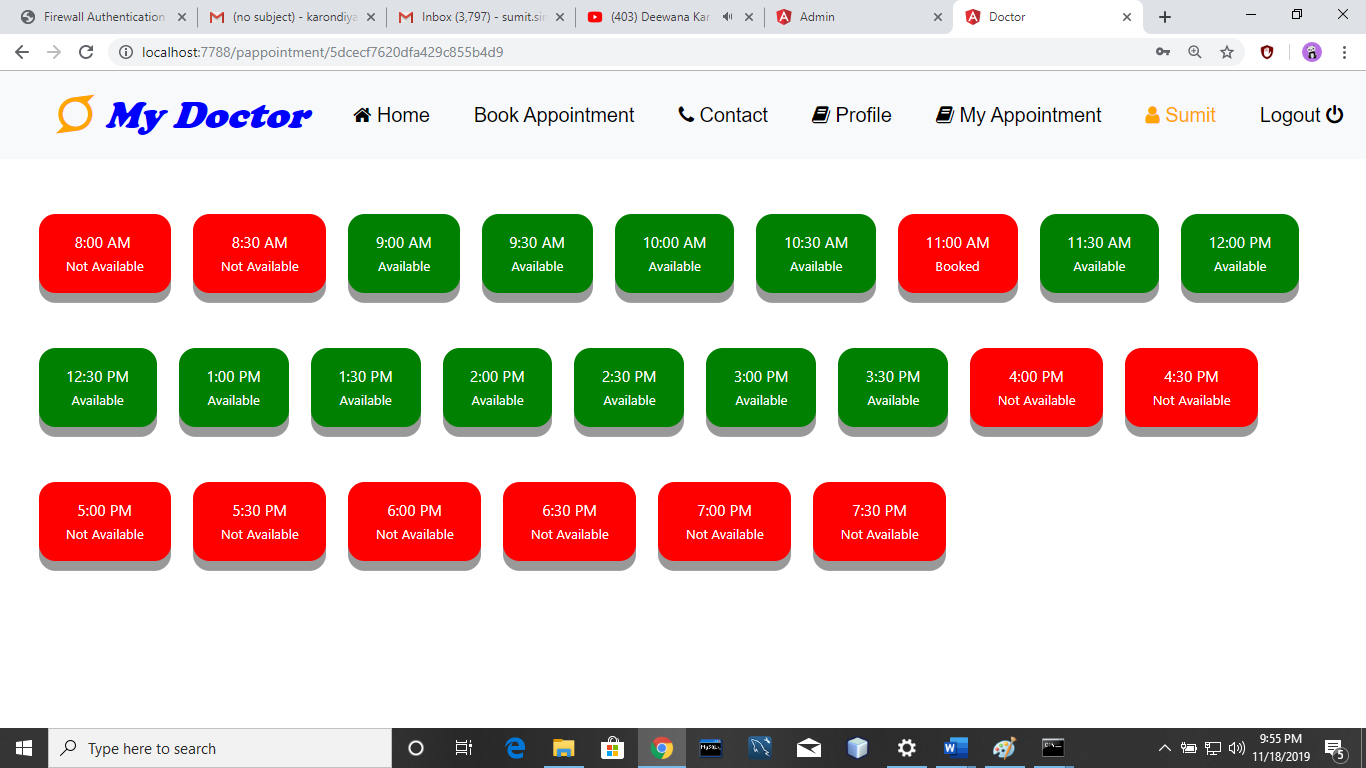 Firewall Authentication
(no subject) - karondiya
Inbox (3,797) - sumit.sin
(403) Deewana Kar
Admin
Doctor
localhost:7788/pappointment/5dcecf7620dfa429c855b4d9
My Doctor
Home
Book Appointment
Contact
Profile
My Appointment
Sumit
Logout
8:00 AM
Not Available
8:30 AM
Not Available
9:00 AM
Available
9:30 AM
Available
10:00 AM
Available
10:30 AM
Available
11:00 AM
Booked
11:30 AM
Available
12:00 PM
Available
12:30 PM
Available
1:00 PM
Available
1:30 PM
Available
2:00 PM
Available
2:30 PM
Available
3:00 PM
Available
3:30 PM
Available
4:00 PM
Not Available
4:30 PM
Not Available
5:00 PM
Not Available
5:30 PM
Not Available
6:00 PM
Not Available
6:30 PM
Not Available
7:00 PM
Not Available
7:30 PM
Not Available
Type here to search
MySQL
9:55 PM
11/18/2019
5